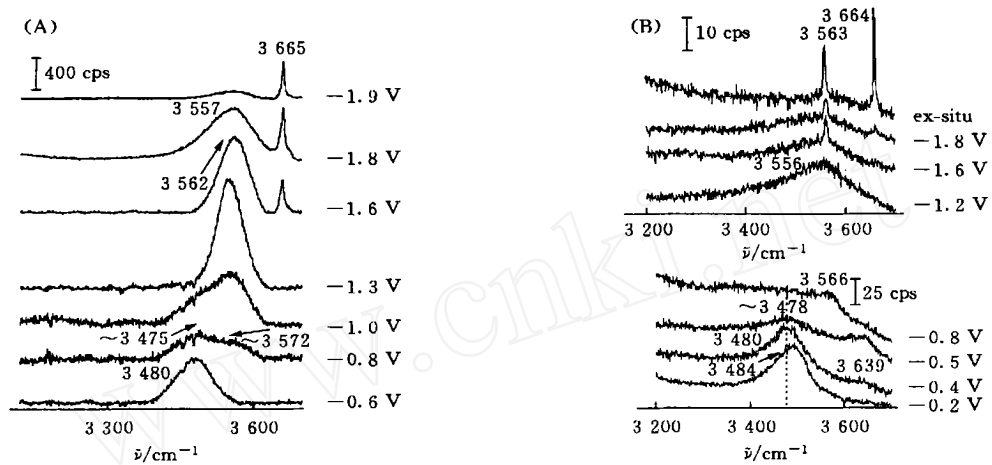 (A)
400 cps
3 665
−1.9 V
3 557
−1.8 V
3 562
−1.6 V
−1.3 V
−1.0 V
~3 475
~3 572
−0.8 V
3 480
−0.6 V
3 300
3 600
ν̃/cm⁻¹
(B)
10 cps
3 664
3 563
ex-situ
−1.8 V
−1.6 V
3 556
−1.2 V
3 200
3 400
3 600
ν̃/cm⁻¹
3 566
25 cps
~3 478
−0.8 V
3 480
−0.5 V
3 484
3 639
−0.4 V
−0.2 V
3 200
3 400
3 600
ν̃/cm⁻¹
www.cnki.net